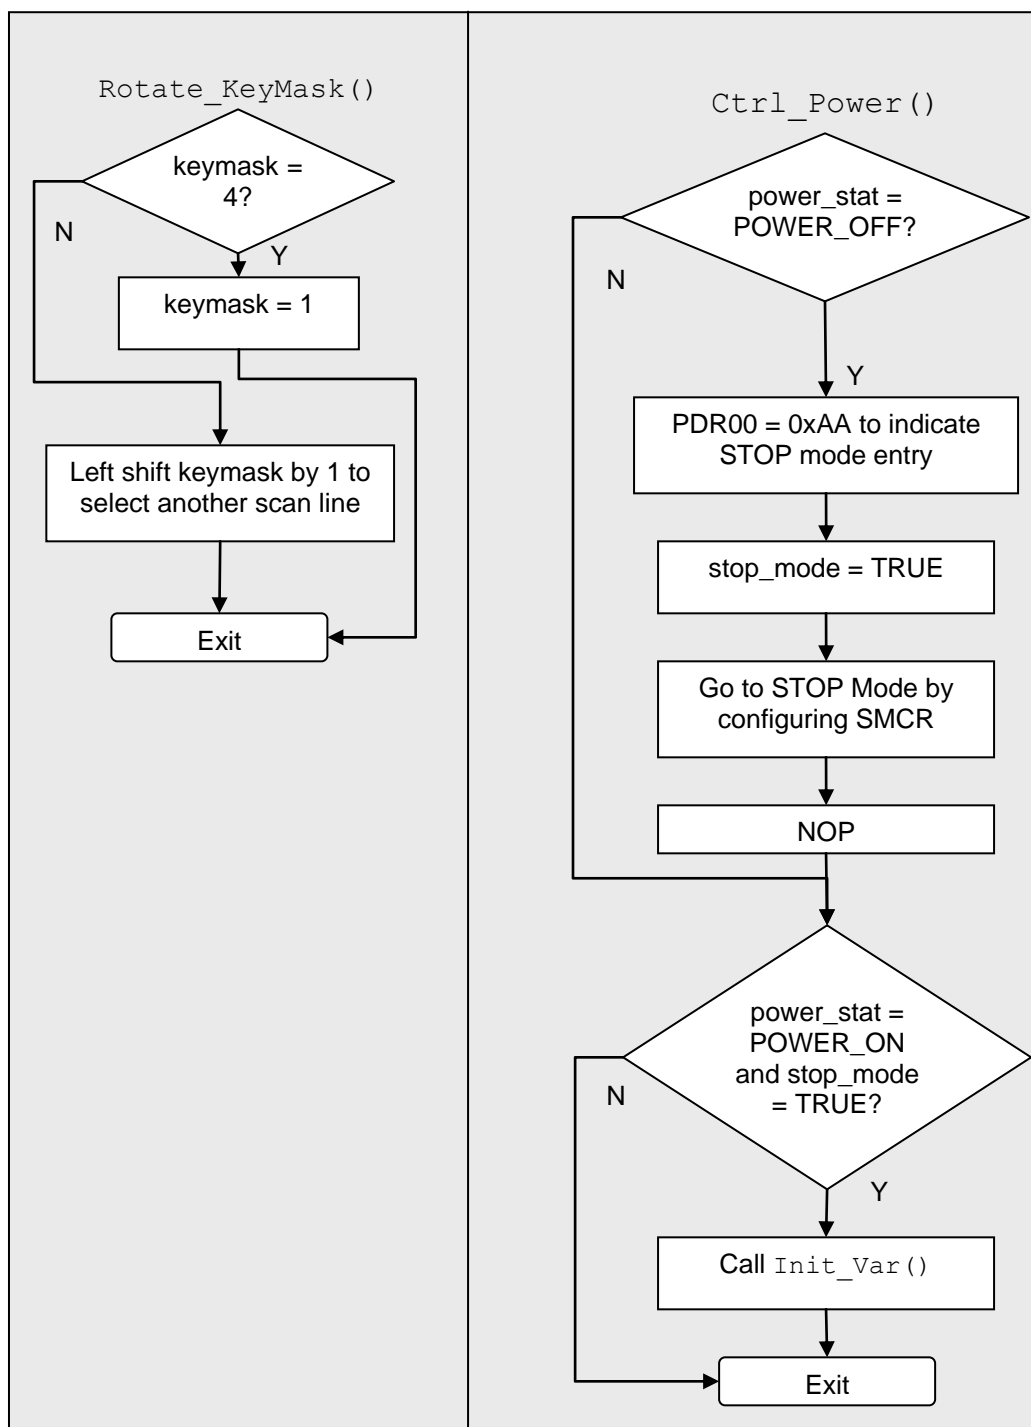 Rotate_KeyMask()
keymask =
4?
N
Y
keymask = 1
Left shift keymask by 1 to
select another scan line
Exit
Ctrl_Power()
power_stat =
POWER_OFF?
N
Y
PDR00 = 0xAA to indicate
STOP mode entry
stop_mode = TRUE
Go to STOP Mode by
configuring SMCR
NOP
power_stat =
POWER_ON
and stop_mode
= TRUE?
N
Y
Call Init_Var()
Exit